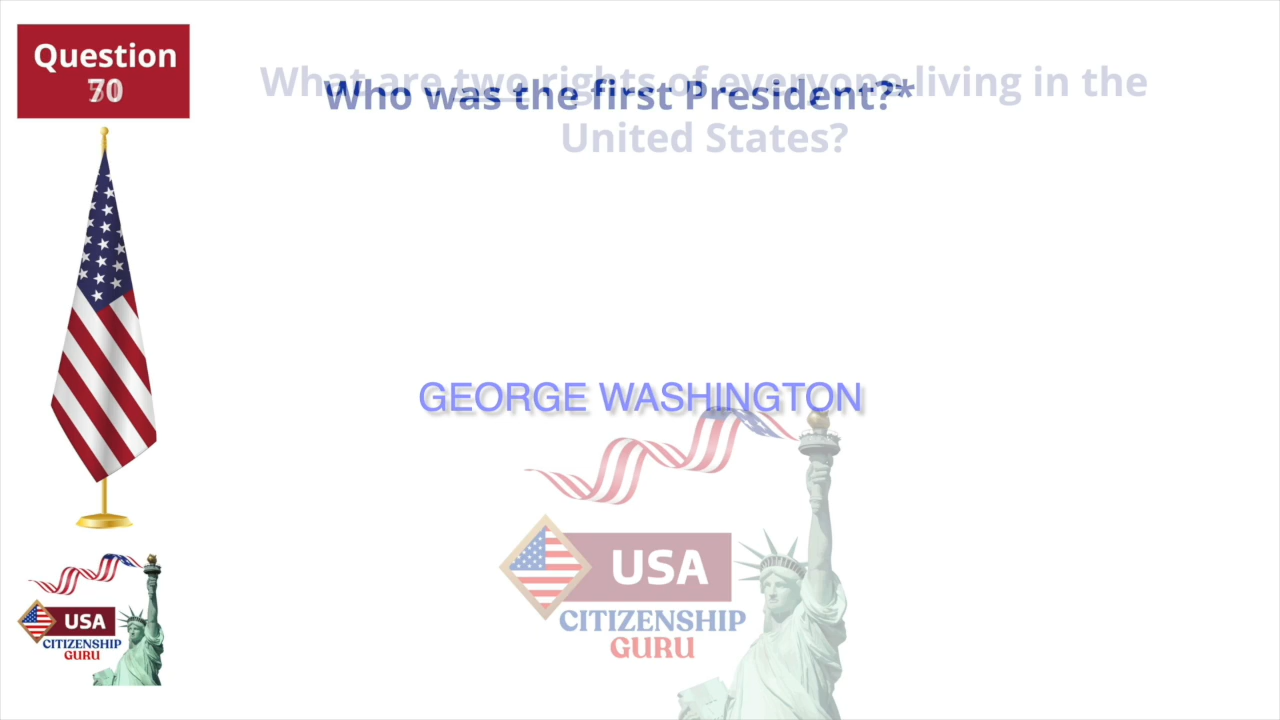 Question
70
What are two rights of everyone living in the
United States?
Who was the first President?*
GEORGE WASHINGTON
USA
CITIZENSHIP
GURU
USA
CITIZENSHIP
GURU